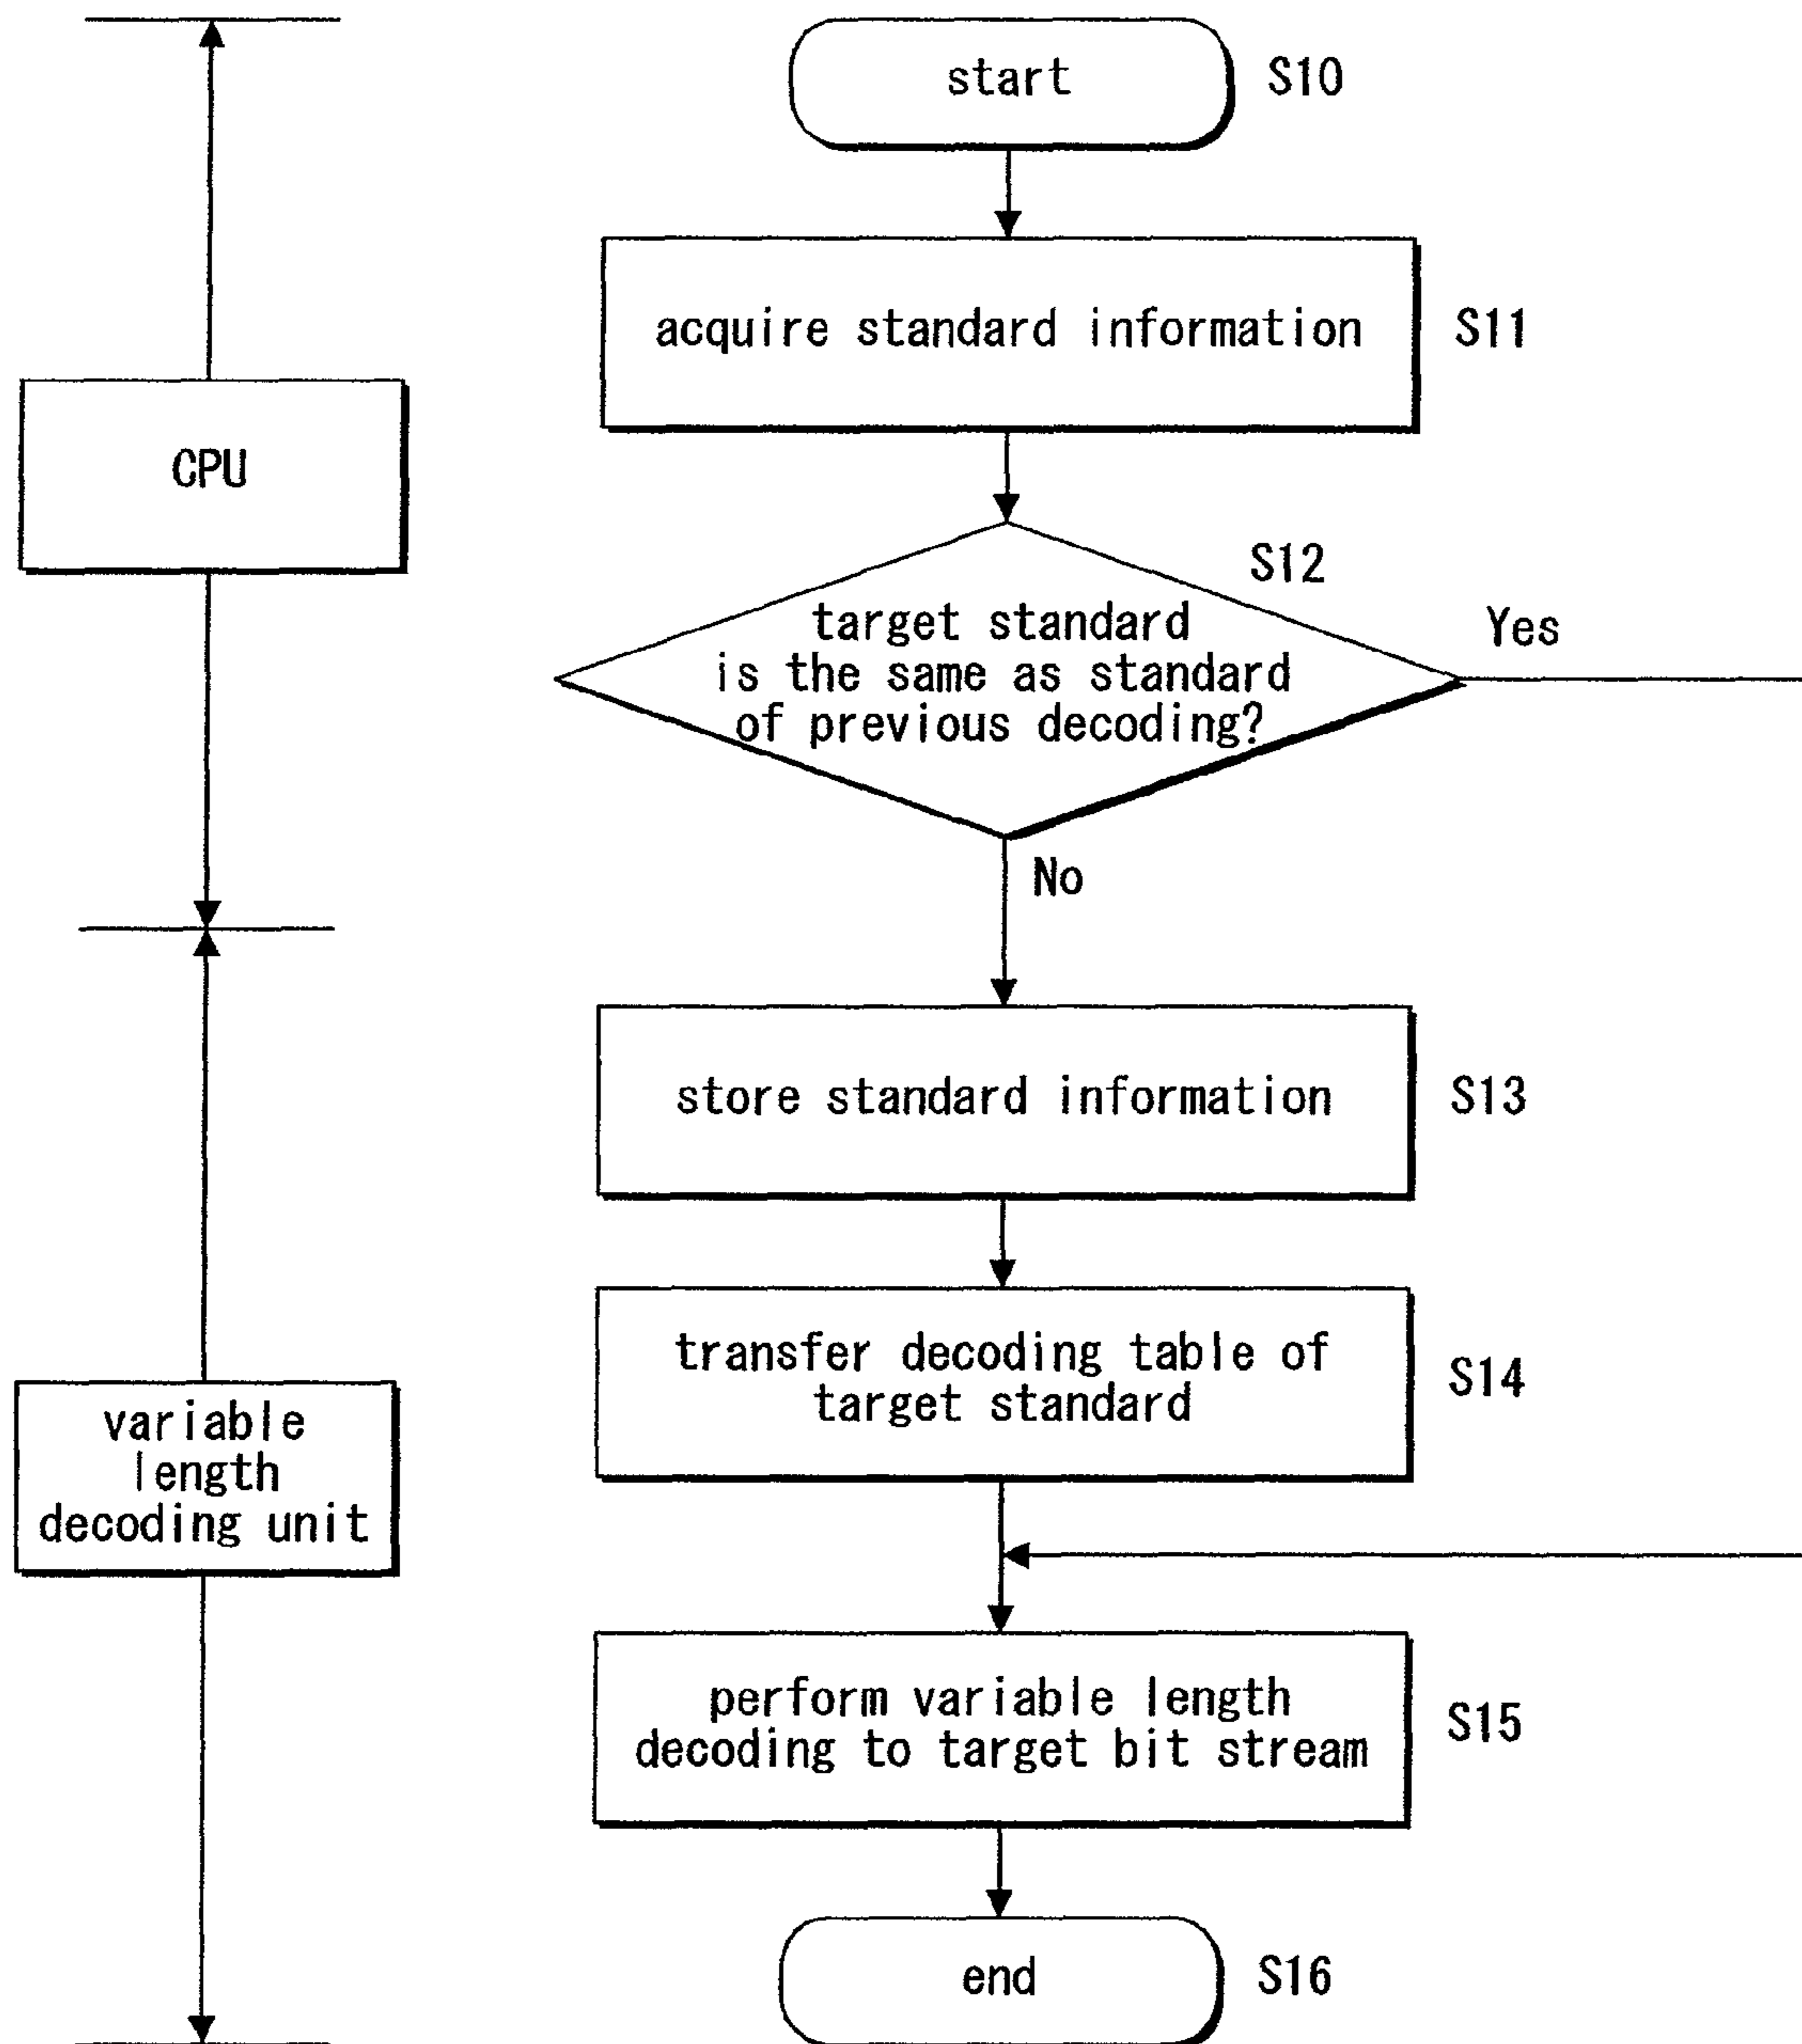 start
S10
acquire standard information
S11
CPU
S12
target standard
is the same as standard
of previous decoding?
Yes
No
store standard information
S13
transfer decoding table of
target standard
S14
variable
length
decoding unit
perform variable length
decoding to target bit stream
S15
end
S16